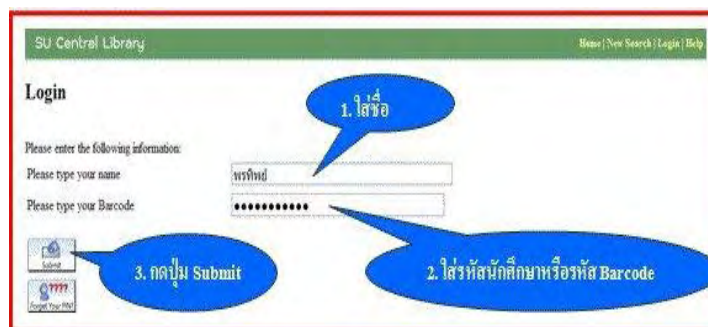 SU Central Library
Home | New Search | Login | Help
Login
1. ใส่ชื่อ
Please enter the following information:
Please type your name
พรทิพย์
Please type your Barcode
●●●●●●●●●●●
Submit
3. กดปุ่ม Submit
2. ใส่รหัสนักศึกษาหรือรหัส Barcode
????
Forget Your PIN?